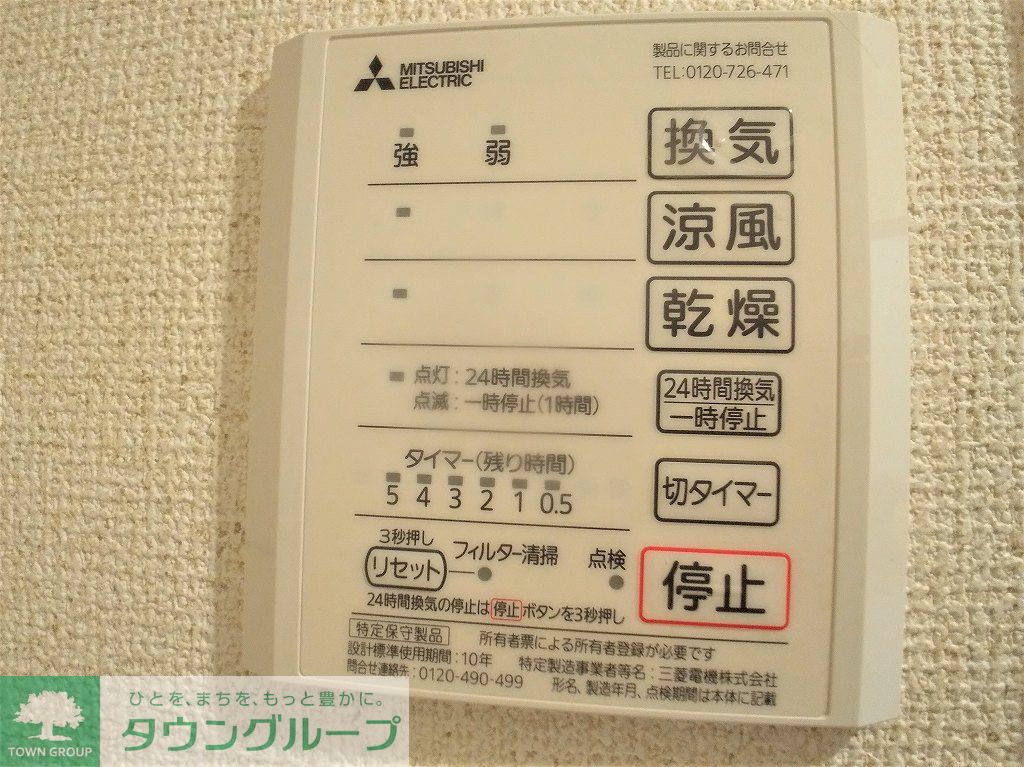 MITSUBISHI
ELECTRIC
製品に関するお問合せ
TEL:0120-726-471
強 弱
換気
涼風
乾燥
点灯：24時間換気
点滅：一時停止(1時間)
24時間換気
一時停止
タイマー(残り時間)
5 4 3 2 1 0.5
切タイマー
3秒押し
リセット
フィルター清掃
点検
停止
24時間換気の停止は停止ボタンを3秒押し
特定保守製品
所有者票による所有者登録が必要です
設計標準使用期間：10年
特定製造事業者等名：三菱電機株式会社
問合せ連絡先：0120-490-499
形名、製造年月、点検期間は本体に記載
ひとを、まちを、もっと豊かに。
タウングループ
TOWN GROUP